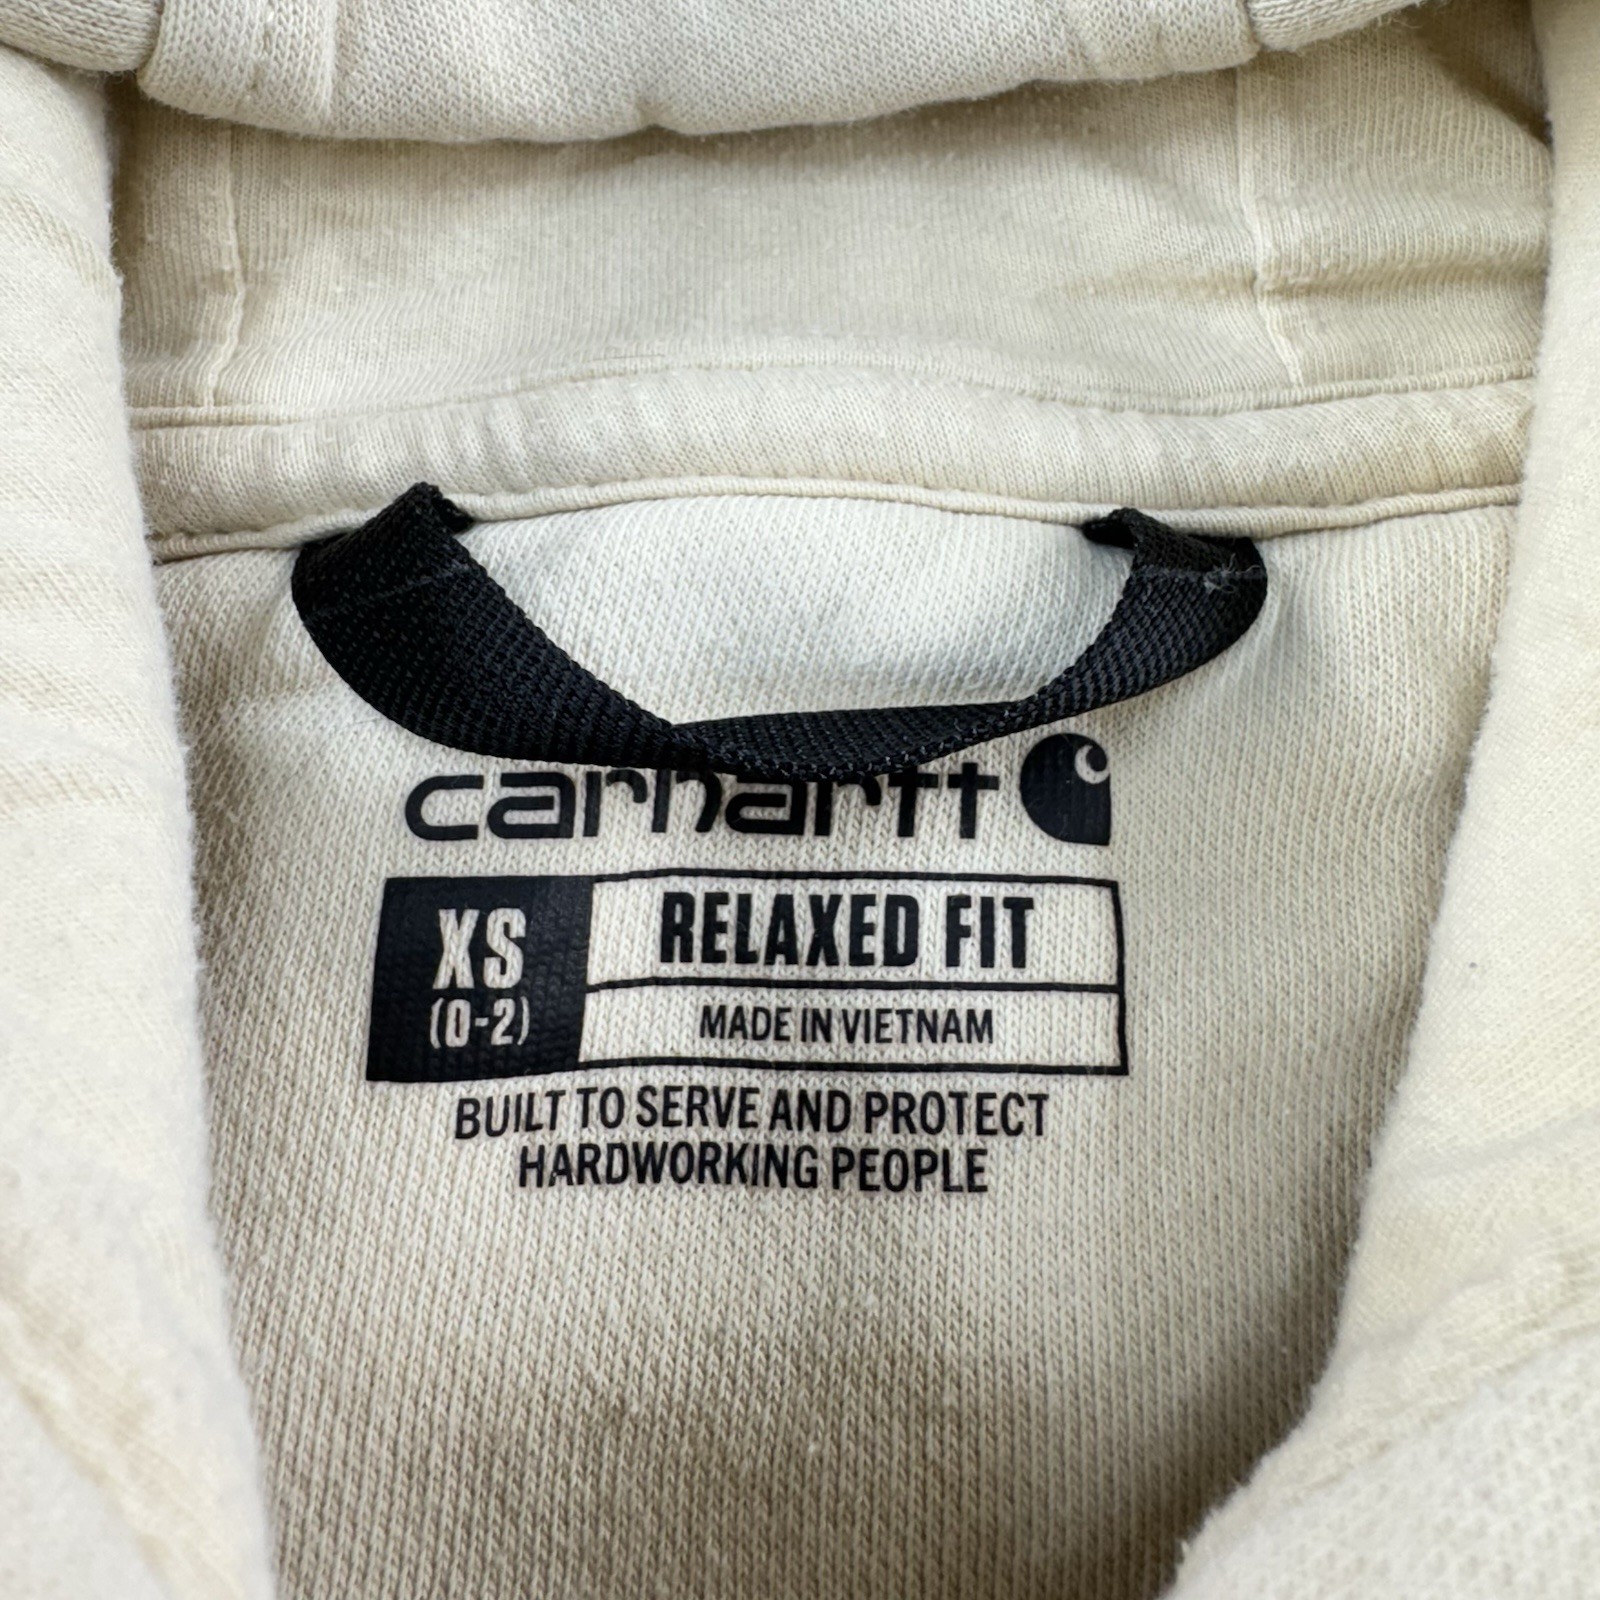 carhartt
XS
(0-2)
RELAXED FIT
MADE IN VIETNAM
BUILT TO SERVE AND PROTECT
HARDWORKING PEOPLE